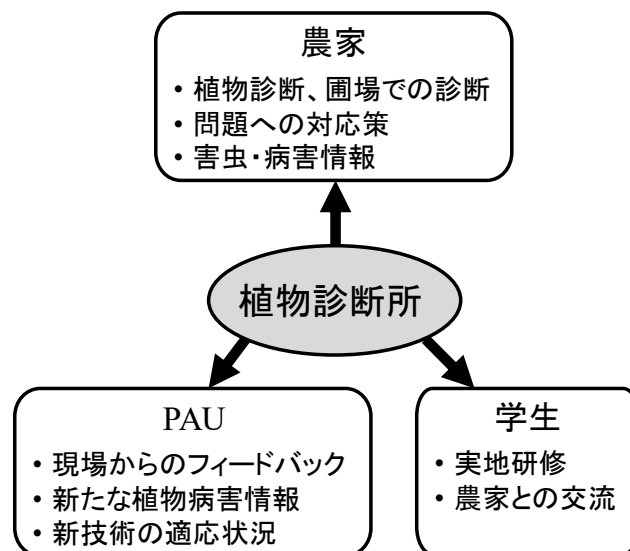 農家
・植物診断、圃場での診断
・問題への対応策
・害虫・病害情報
植物診断所
PAU
・現場からのフィードバック
・新たな植物病害情報
・新技術の適応状況
学生
・実地研修
・農家との交流